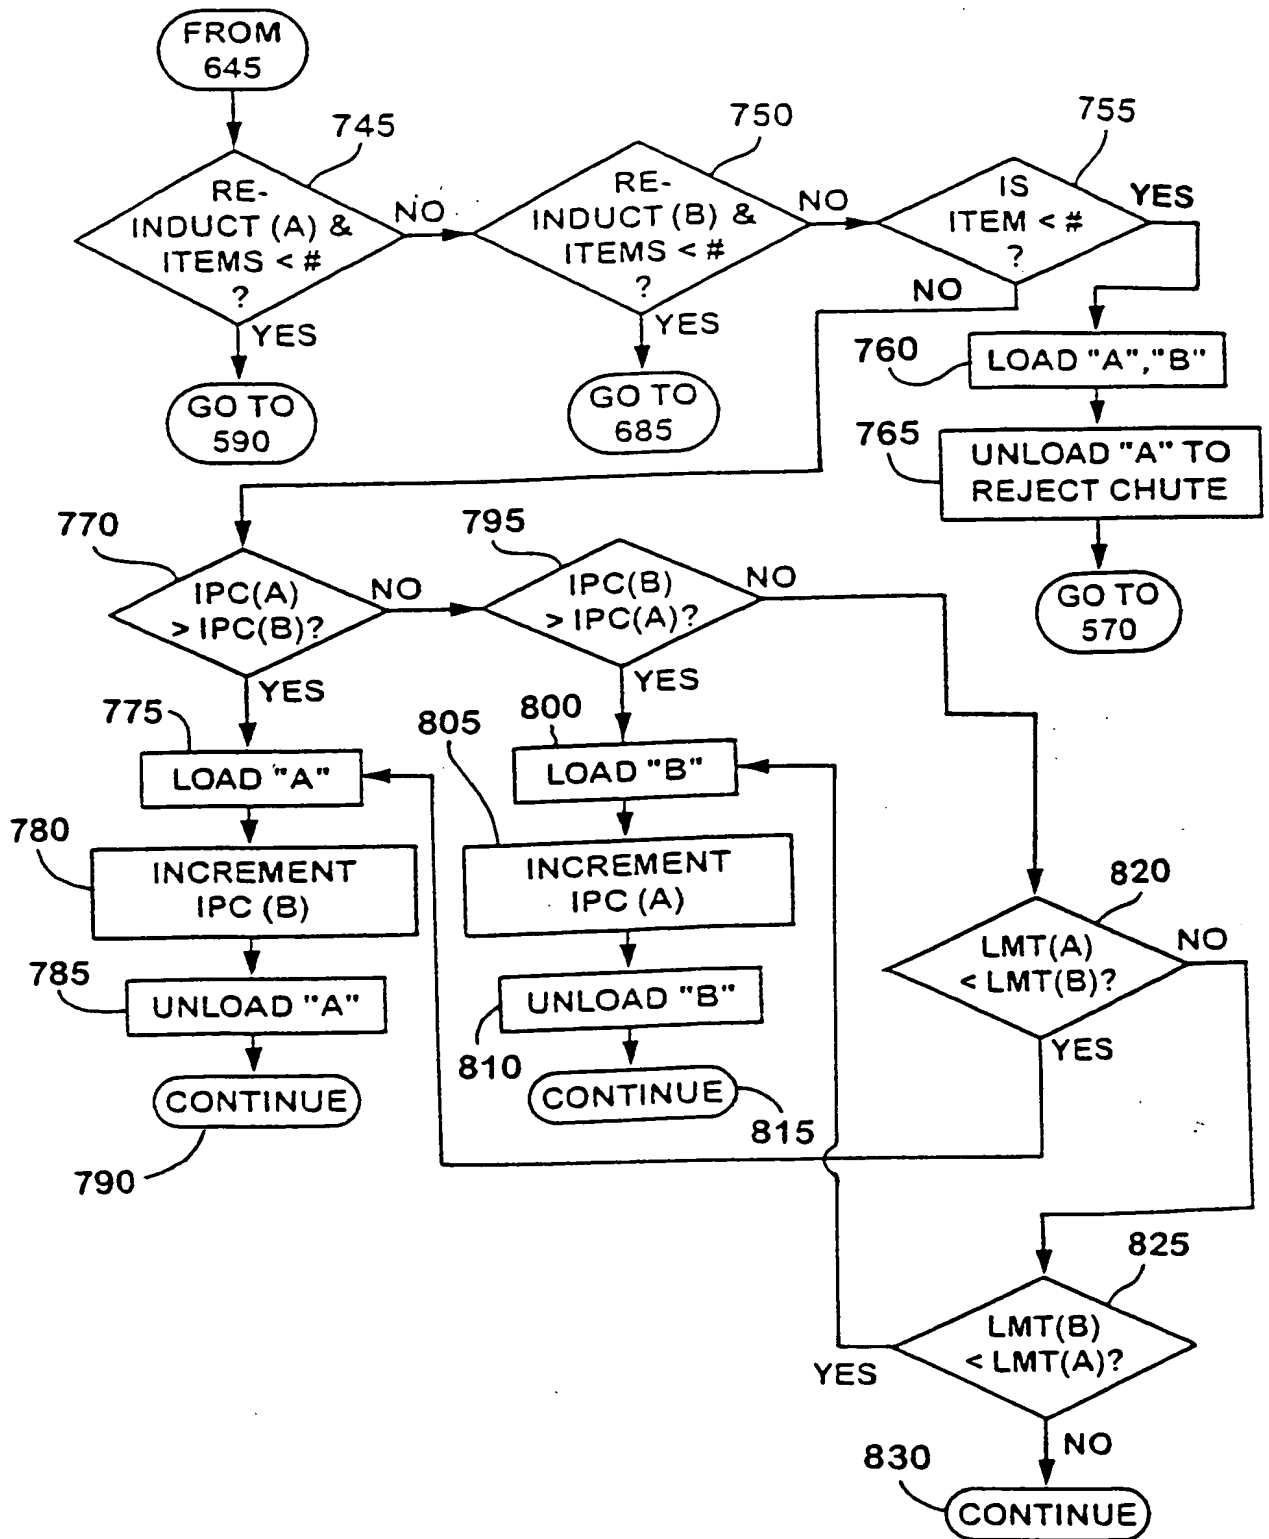 FROM
645
745
RE-
INDUCT (A) &
ITEMS < #
?
NO
YES
GO TO
590
750
RE-
INDUCT (B) &
ITEMS < #
?
NO
YES
GO TO
685
755
IS
ITEM < #
?
YES
NO
760
LOAD "A", "B"
765
UNLOAD "A" TO
REJECT CHUTE
GO TO
570
770
IPC(A)
> IPC(B)?
NO
YES
795
IPC(B)
> IPC(A)?
NO
YES
775
LOAD "A"
780
INCREMENT
IPC (B)
785
UNLOAD "A"
CONTINUE
790
800
LOAD "B"
805
INCREMENT
IPC (A)
UNLOAD "B"
810
CONTINUE
815
820
LMT(A)
< LMT(B)?
NO
YES
825
LMT(B)
< LMT(A)?
YES
NO
830
CONTINUE